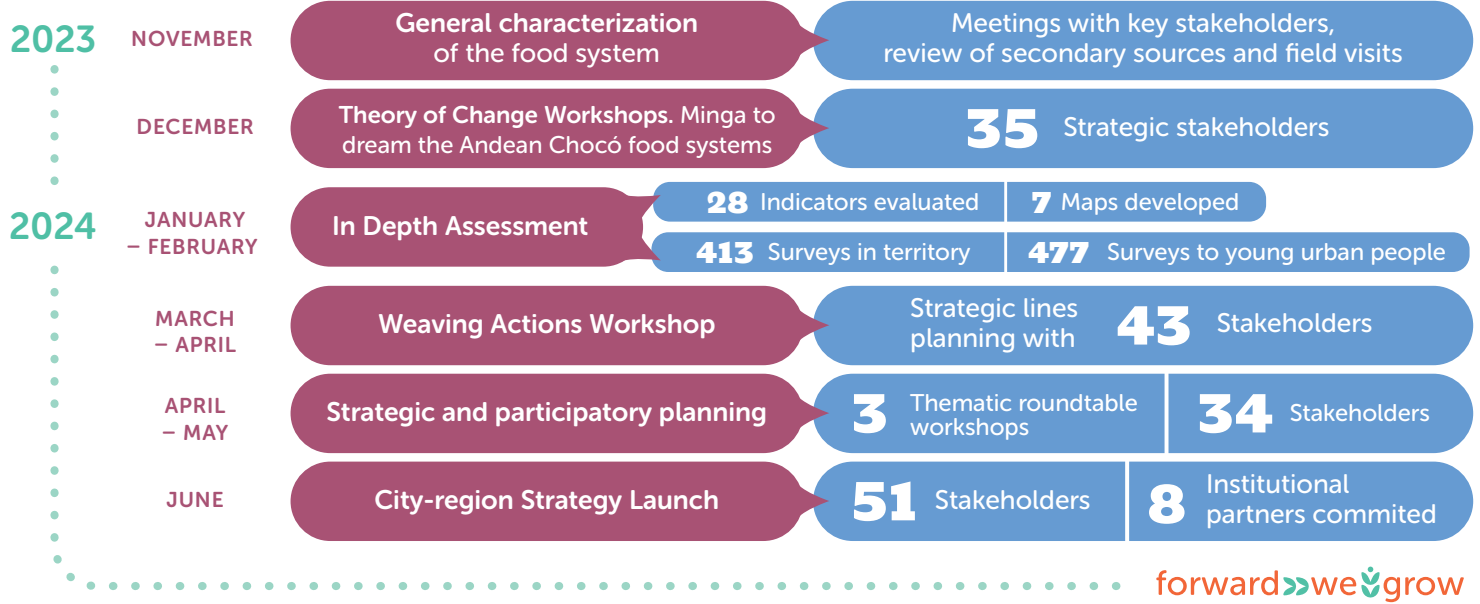 2023
NOVEMBER
General characterization
of the food system
Meetings with key stakeholders,
review of secondary sources and field visits
DECEMBER
Theory of Change Workshops. Minga to
dream the Andean Chocó food systems
35 Strategic stakeholders
2024
JANUARY
– FEBRUARY
In Depth Assessment
28 Indicators evaluated
7 Maps developed
413 Surveys in territory
477 Surveys to young urban people
MARCH
– APRIL
Weaving Actions Workshop
Strategic lines
planning with
43 Stakeholders
APRIL
– MAY
Strategic and participatory planning
3 Thematic roundtable
workshops
34 Stakeholders
JUNE
City-region Strategy Launch
51 Stakeholders
8 Institutional
partners commited
forward we grow